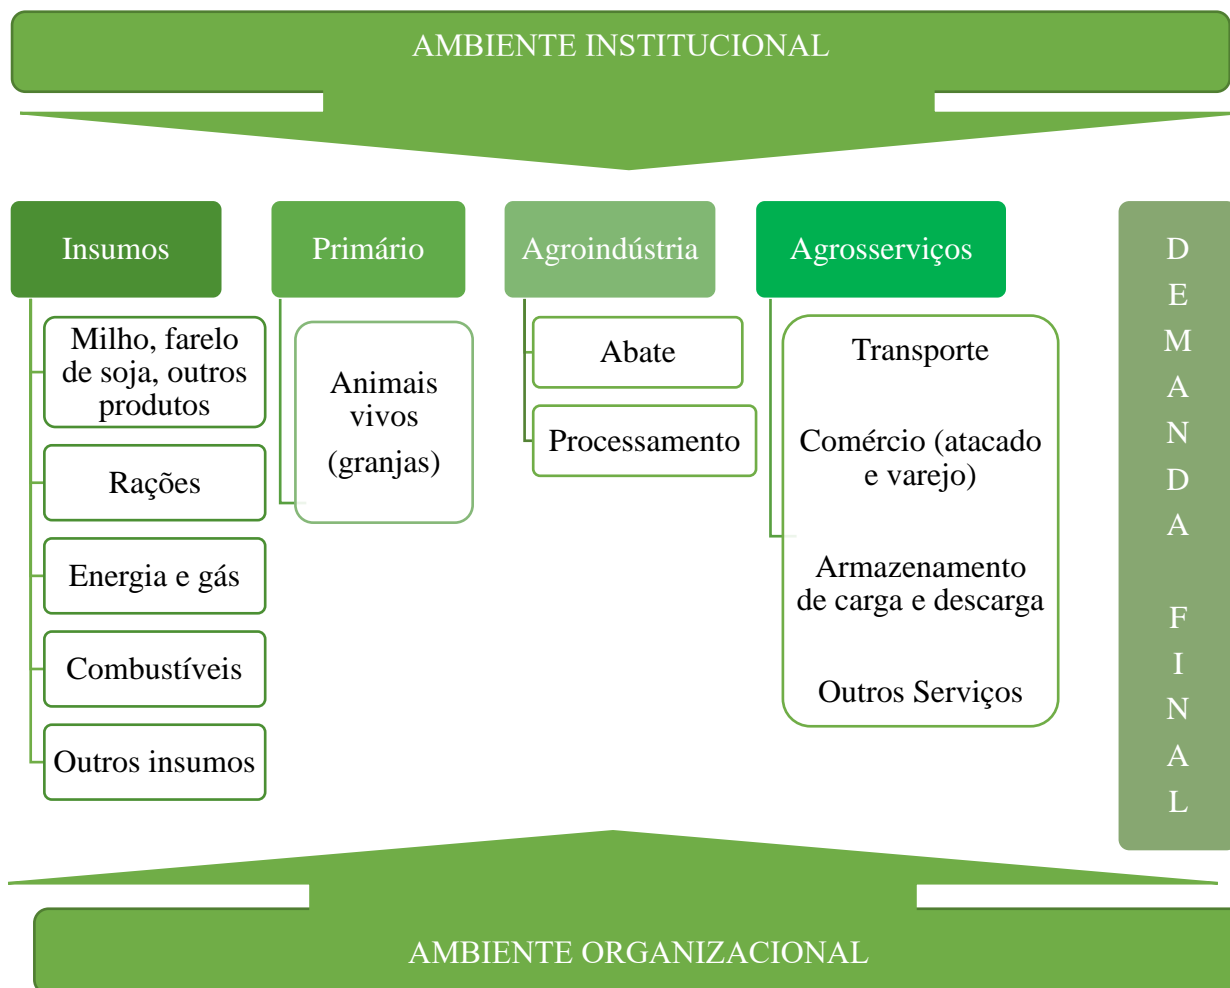 AMBIENTE INSTITUCIONAL
Insumos
Milho, farelo
de soja, outros
produtos
Rações
Energia e gás
Combustíveis
Outros insumos
Primário
Animais
vivos
(granjas)
Agroindústria
Abate
Processamento
Agrosserviços
Transporte
Comércio (atacado
e varejo)
Armazenamento
de carga e descarga
Outros Serviços
D
E
M
A
N
D
A
F
I
N
A
L
AMBIENTE ORGANIZACIONAL